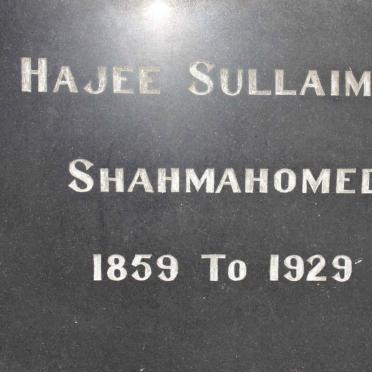 HAJEE SULLAIM
SHAHMAHOMED
1859 TO 1929